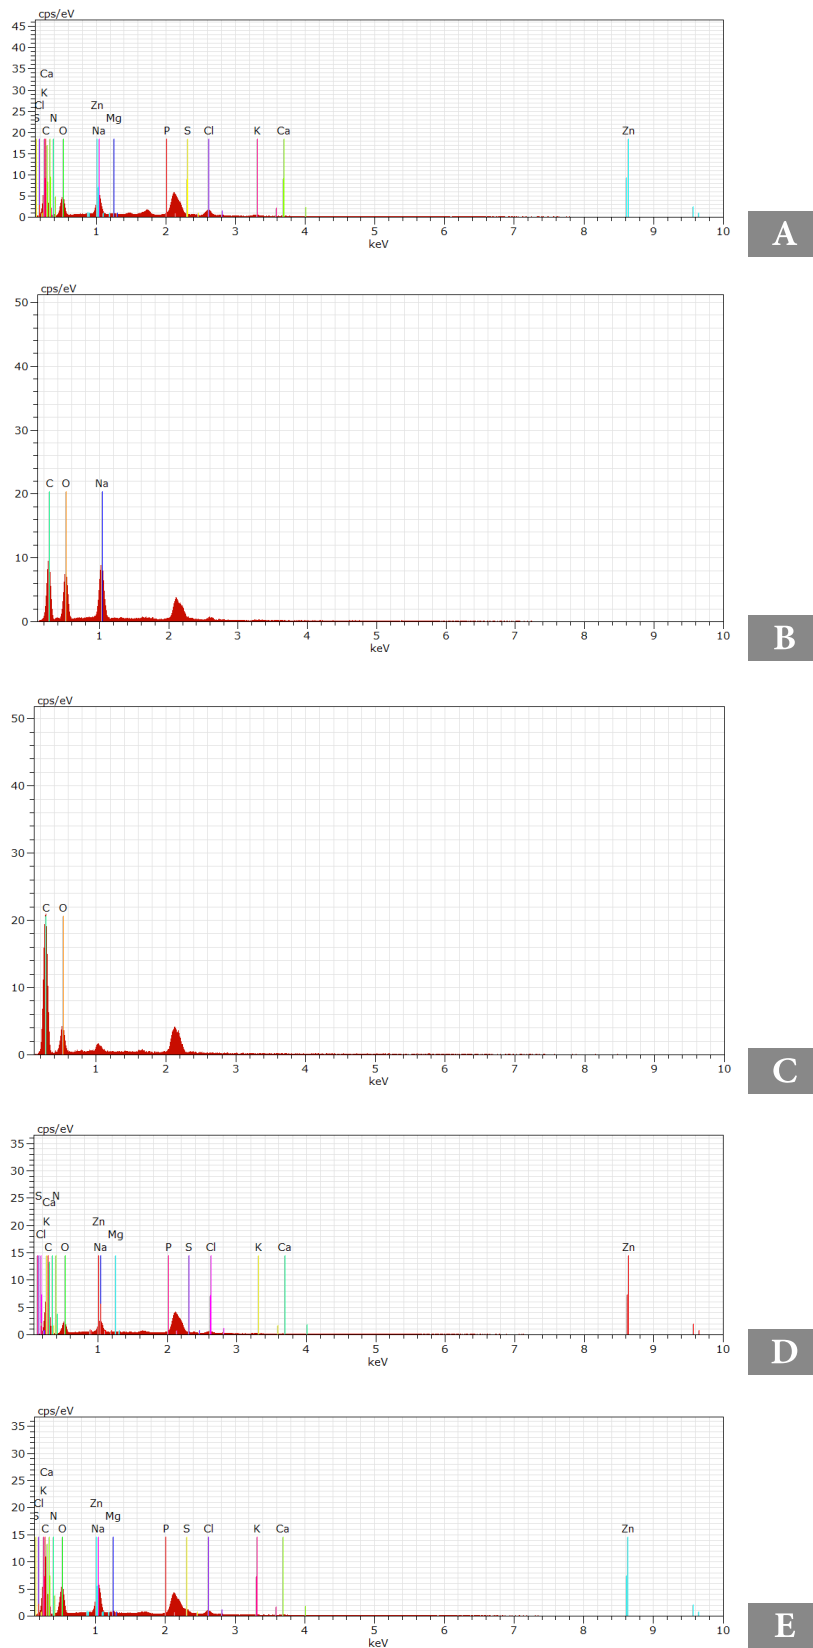 cps/eV
45
40
35
30
25
20
15
10
5
0
Ca
K
Cl Zn
S N Mg
C O Na P S Cl K Ca Zn
1 2 3 4 5 6 7 8 9 10
keV
A
cps/eV
50
40
30
20
10
0
C O Na
1 2 3 4 5 6 7 8 9 10
keV
B
cps/eV
50
40
30
20
10
0
C O
1 2 3 4 5 6 7 8 9 10
keV
C
cps/eV
35
30
25
20
15
10
5
0
S N
Ca
K Zn
Cl Mg
C O Na P S Cl K Ca Zn
1 2 3 4 5 6 7 8 9 10
keV
D
cps/eV
35
30
25
20
15
10
5
0
Ca
K
Cl Zn
S N Mg
C O Na P S Cl K Ca Zn
1 2 3 4 5 6 7 8 9 10
keV
E